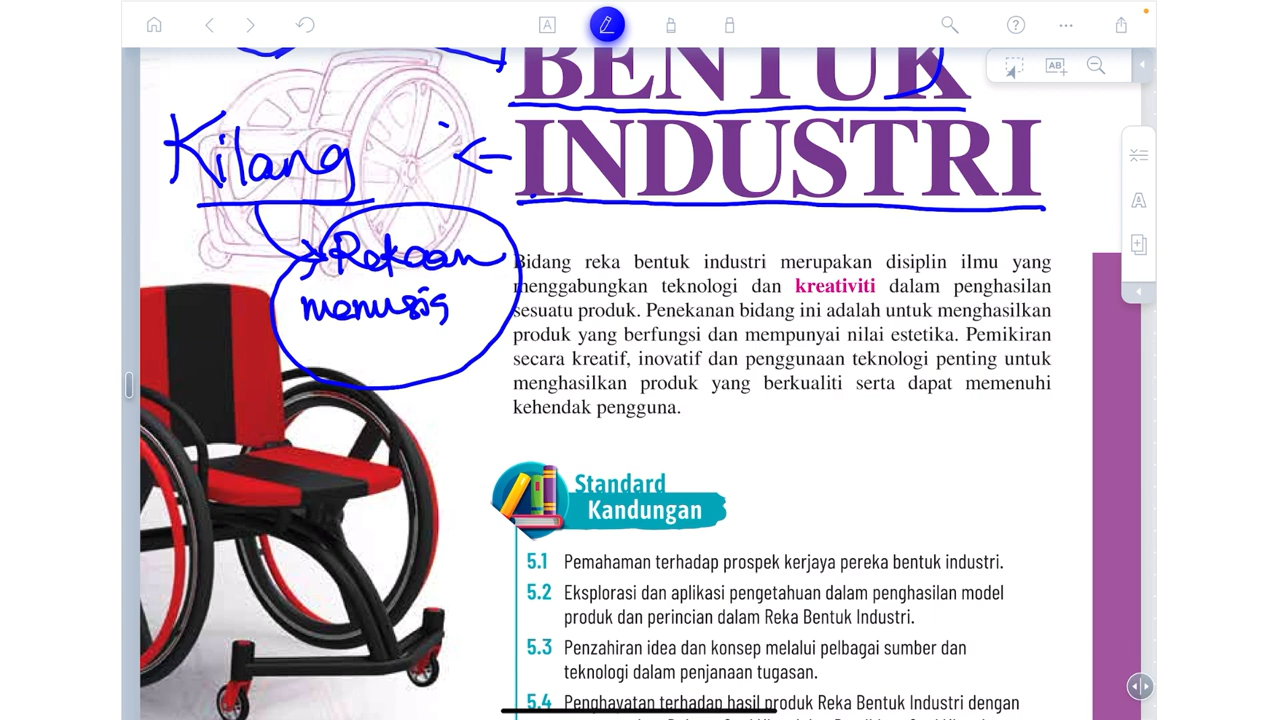 BENTUK
INDUSTRI
Kilang
Rekaan
manusia
Bidang reka bentuk industri merupakan disiplin ilmu yang
menggabungkan teknologi dan kreativiti dalam penghasilan
sesuatu produk. Penekanan bidang ini adalah untuk menghasilkan
produk yang berfungsi dan mempunyai nilai estetika. Pemikiran
secara kreatif, inovatif dan penggunaan teknologi penting untuk
menghasilkan produk yang berkualiti serta dapat memenuhi
kehendak pengguna.
Standard
Kandungan
5.1 Pemahaman terhadap prospek kerjaya pereka bentuk industri.
5.2 Eksplorasi dan aplikasi pengetahuan dalam penghasilan model
produk dan perincian dalam Reka Bentuk Industri.
5.3 Penzahiran idea dan konsep melalui pelbagai sumber dan
teknologi dalam penjanaan tugasan.
5.4 Penghayatan terhadap hasil produk Reka Bentuk Industri dengan